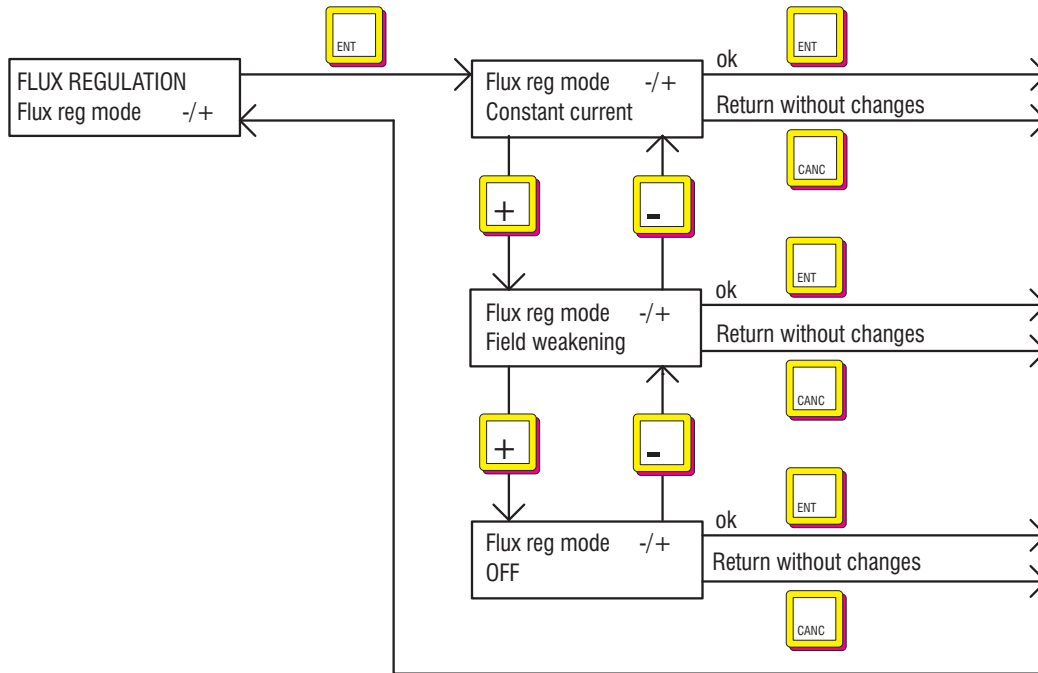 ENT
FLUX REGULATION
Flux reg mode -/+
Flux reg mode -/+
Constant current
ok
ENT
Return without changes
CANC
+
-
Flux reg mode -/+
Field weakening
ok
ENT
Return without changes
CANC
+
-
Flux reg mode -/+
OFF
ok
ENT
Return without changes
CANC